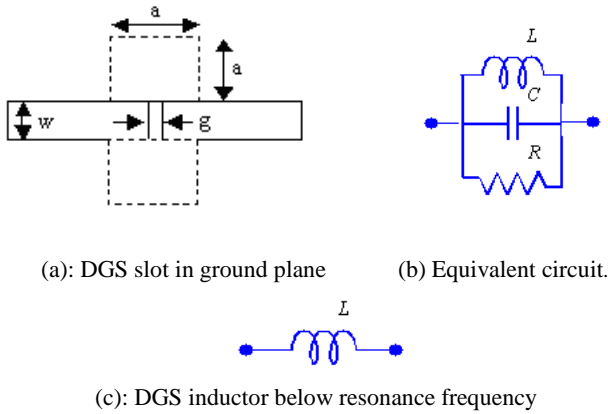 a
a
w
g
L
C
R
(a): DGS slot in ground plane
(b) Equivalent circuit.
L
(c): DGS inductor below resonance frequency